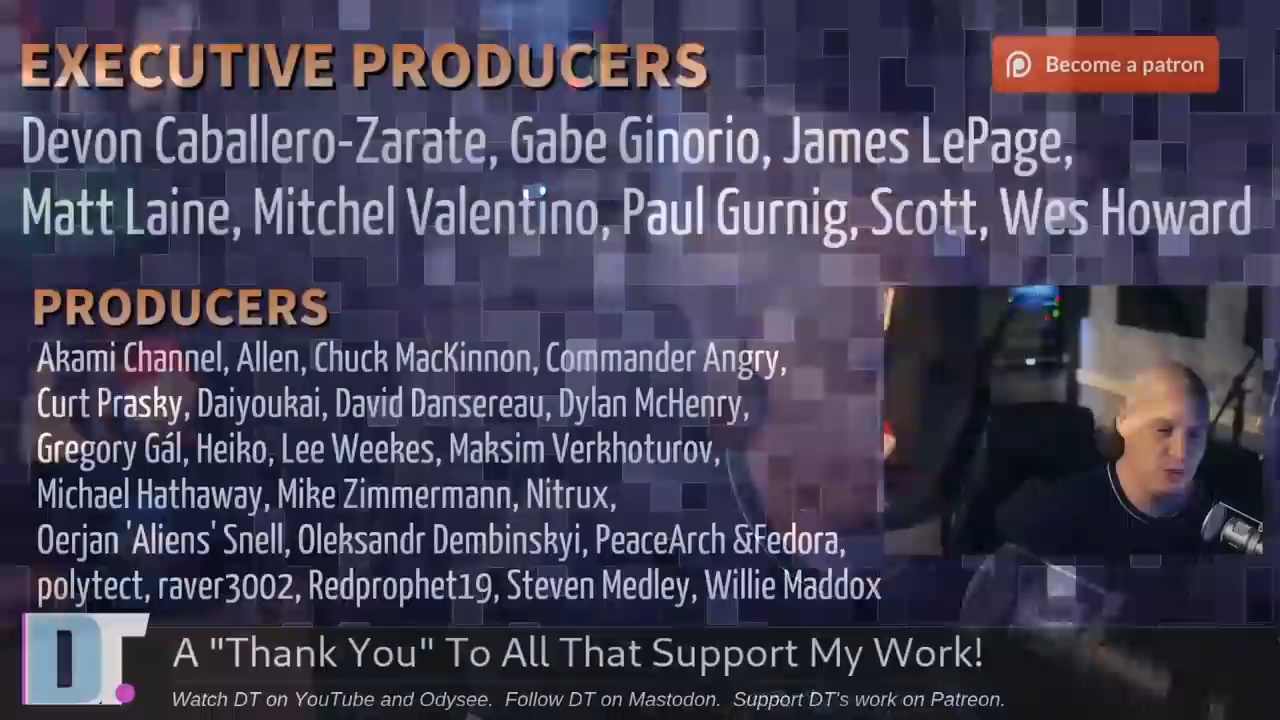 EXECUTIVE PRODUCERS
Become a patron
Devon Caballero-Zarate, Gabe Ginorio, James LePage,
Matt Laine, Mitchel Valentino, Paul Gurnig, Scott, Wes Howard
PRODUCERS
Akami Channel, Allen, Chuck MacKinnon, Commander Angry,
Curt Prasky, Daiyoukai, David Dansereau, Dylan McHenry,
Gregory Gál, Heiko, Lee Weekes, Maksim Verkhoturov,
Michael Hathaway, Mike Zimmermann, Nitrux,
Oerjan 'Aliens' Snell, Oleksandr Dembinskyi, PeaceArch &Fedora,
polytect, raver3002, Redprophet19, Steven Medley, Willie Maddox
DT.
A "Thank You" To All That Support My Work!
Watch DT on YouTube and Odysee. Follow DT on Mastodon. Support DT's work on Patreon.